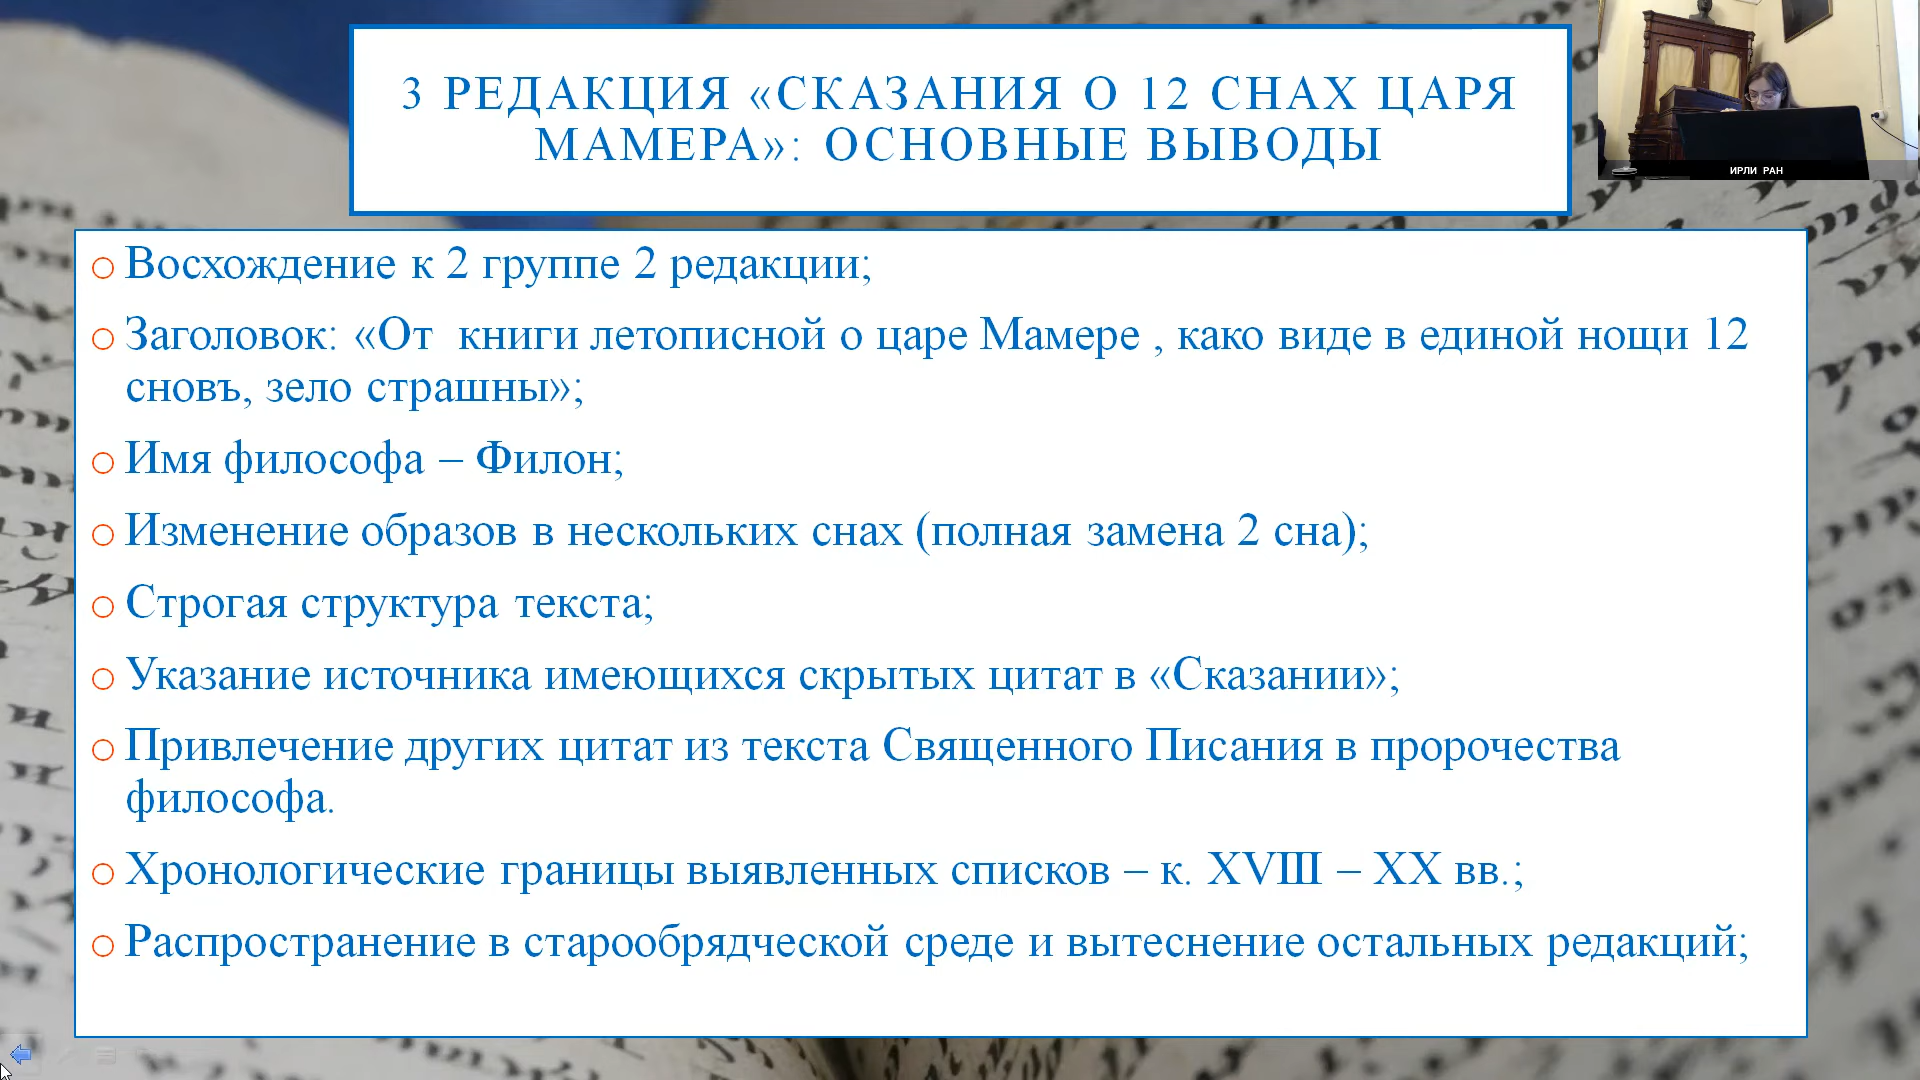 3 РЕДАКЦИЯ «СКАЗАНИЯ О 12 СНАХ ЦАРЯ
МАМЕРА»: ОСНОВНЫЕ ВЫВОДЫ
ИРЛИ РАН
Восхождение к 2 группе 2 редакции;
Заголовок: «От книги летописной о царе Мамере , како виде в единой нощи 12
сновъ, зело страшны»;
Имя философа – Филон;
Изменение образов в нескольких снах (полная замена 2 сна);
Строгая структура текста;
Указание источника имеющихся скрытых цитат в «Сказании»;
Привлечение других цитат из текста Священного Писания в пророчества
философа.
Хронологические границы выявленных списков – к. XVIII – XX вв.;
Распространение в старообрядческой среде и вытеснение остальных редакций;